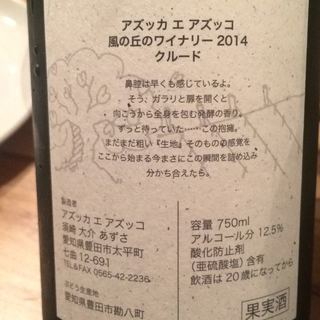 アズッカ エ アズッコ
風の丘のワイナリー 2014
クルード
鼻腔は早くも感じているよ。
そう、ガラリと扉を開くと
向こうから全身を包む発酵の香り。
ずっと待っていた……この抱擁。
まだまだ粗い『生地』そのものの感覚を
ここから始まる今まさにこの瞬間を詰め込み
分かち合えたら。
製造者
アズッカ エ アズッコ
須崎 大介 あずさ
愛知県豊田市太平町
七曲 12-691
TEL&FAX 0565-42-2236
ぶどう生産地
愛知県豊田市勘八町
容量 750ml
アルコール分 12.5%
酸化防止剤
(亜硫酸塩) 含有
飲酒は20歳になってから
果実酒